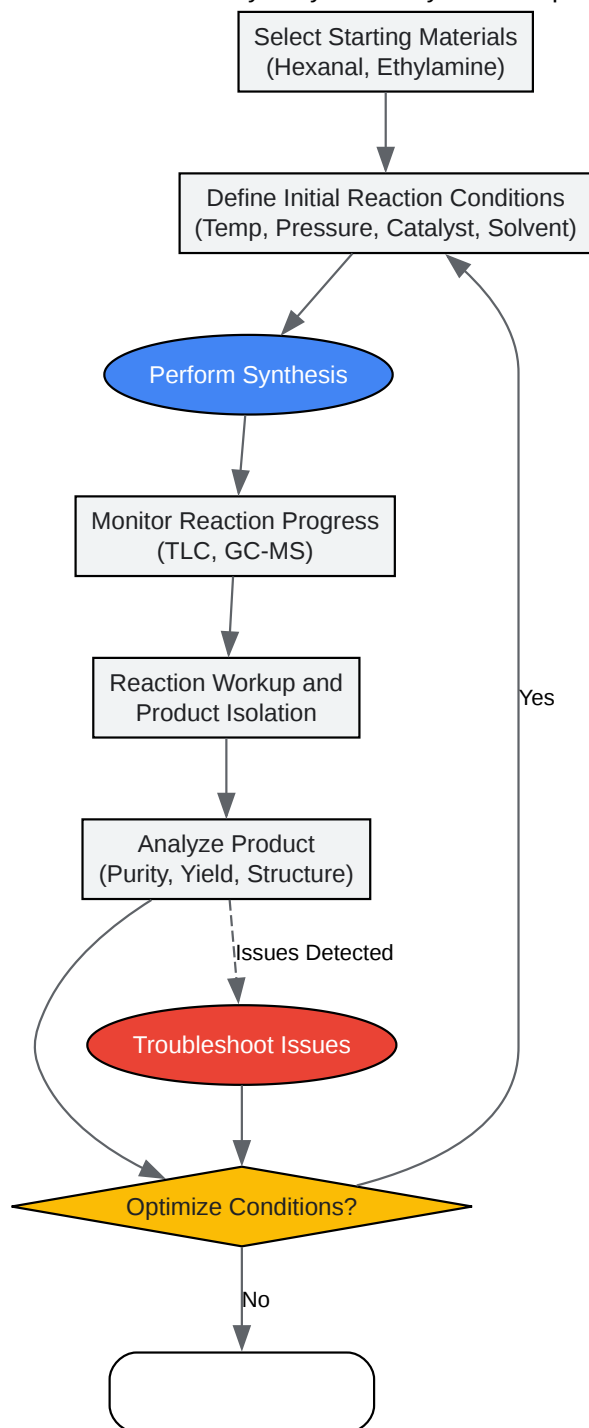 Select Starting Materials
(Hexanal, Ethylamine)
Define Initial Reaction Conditions
(Temp, Pressure, Catalyst, Solvent)
Perform Synthesis
Monitor Reaction Progress
(TLC, GC-MS)
Reaction Workup and
Product Isolation
Yes
Analyze Product
(Purity, Yield, Structure)
Issues Detected
Troubleshoot Issues
Optimize Conditions?
No